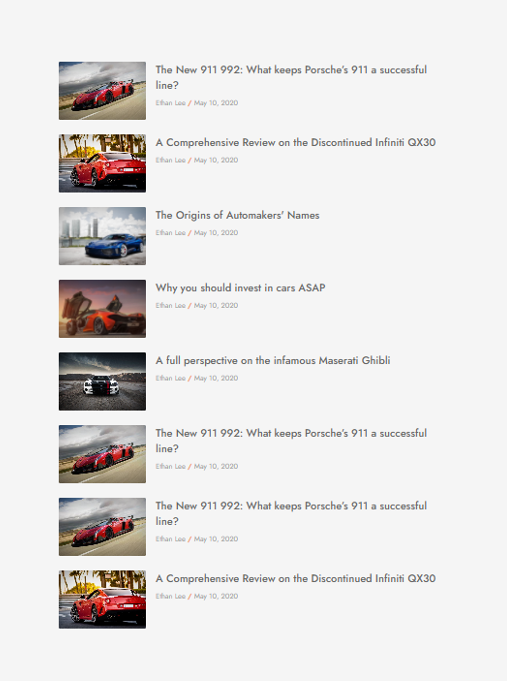 The New 911 992: What keeps Porsche's 911 a successful
line?
Ethan Lee / May 10, 2020
A Comprehensive Review on the Discontinued Infiniti QX30
Ethan Lee / May 10, 2020
The Origins of Automakers' Names
Ethan Lee / May 10, 2020
Why you should invest in cars ASAP
Ethan Lee / May 10, 2020
A full perspective on the infamous Maserati Ghibli
Ethan Lee / May 10, 2020
The New 911 992: What keeps Porsche's 911 a successful
line?
Ethan Lee / May 10, 2020
The New 911 992: What keeps Porsche's 911 a successful
line?
Ethan Lee / May 10, 2020
A Comprehensive Review on the Discontinued Infiniti QX30
Ethan Lee / May 10, 2020